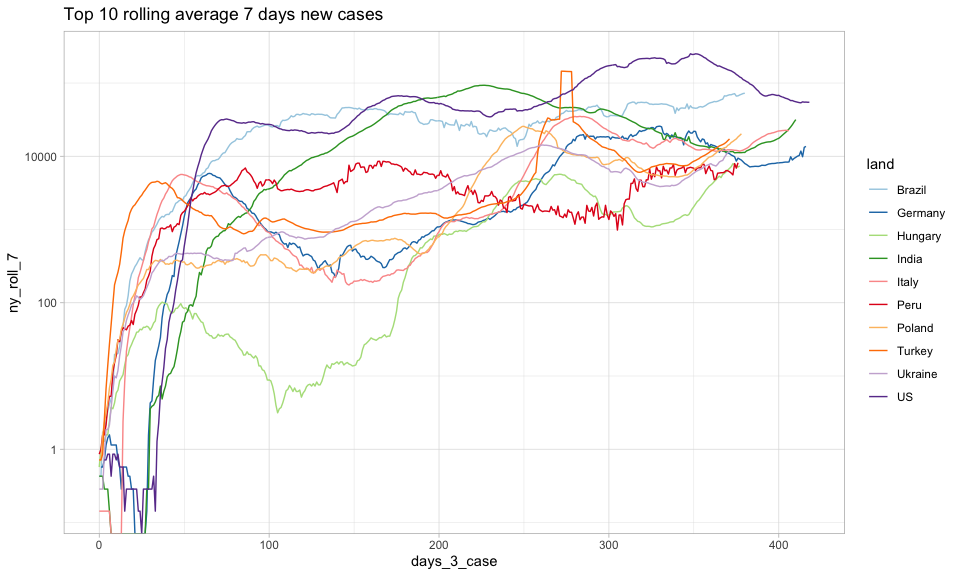 Top 10 rolling average 7 days new cases
ny_roll_7
10000
100
1
0
100
200
300
400
days_3_case
land
Brazil
Germany
Hungary
India
Italy
Peru
Poland
Turkey
Ukraine
US